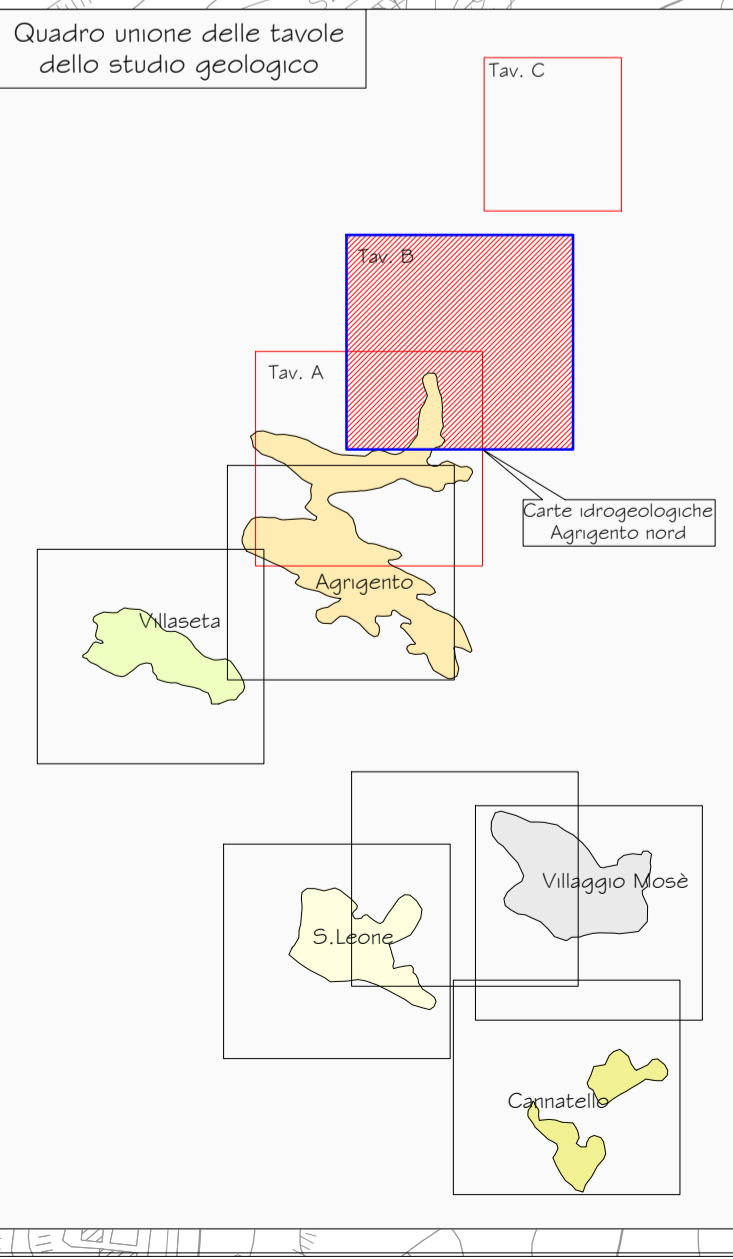 Quadro unione delle tavole
dello studio geologico
Tav. C
Tav. B
Tav. A
Carte idrogeologiche
Agrigento nord
Agrigento
Villaseta
Villaggio Mosè
S.Leone
Cannatello